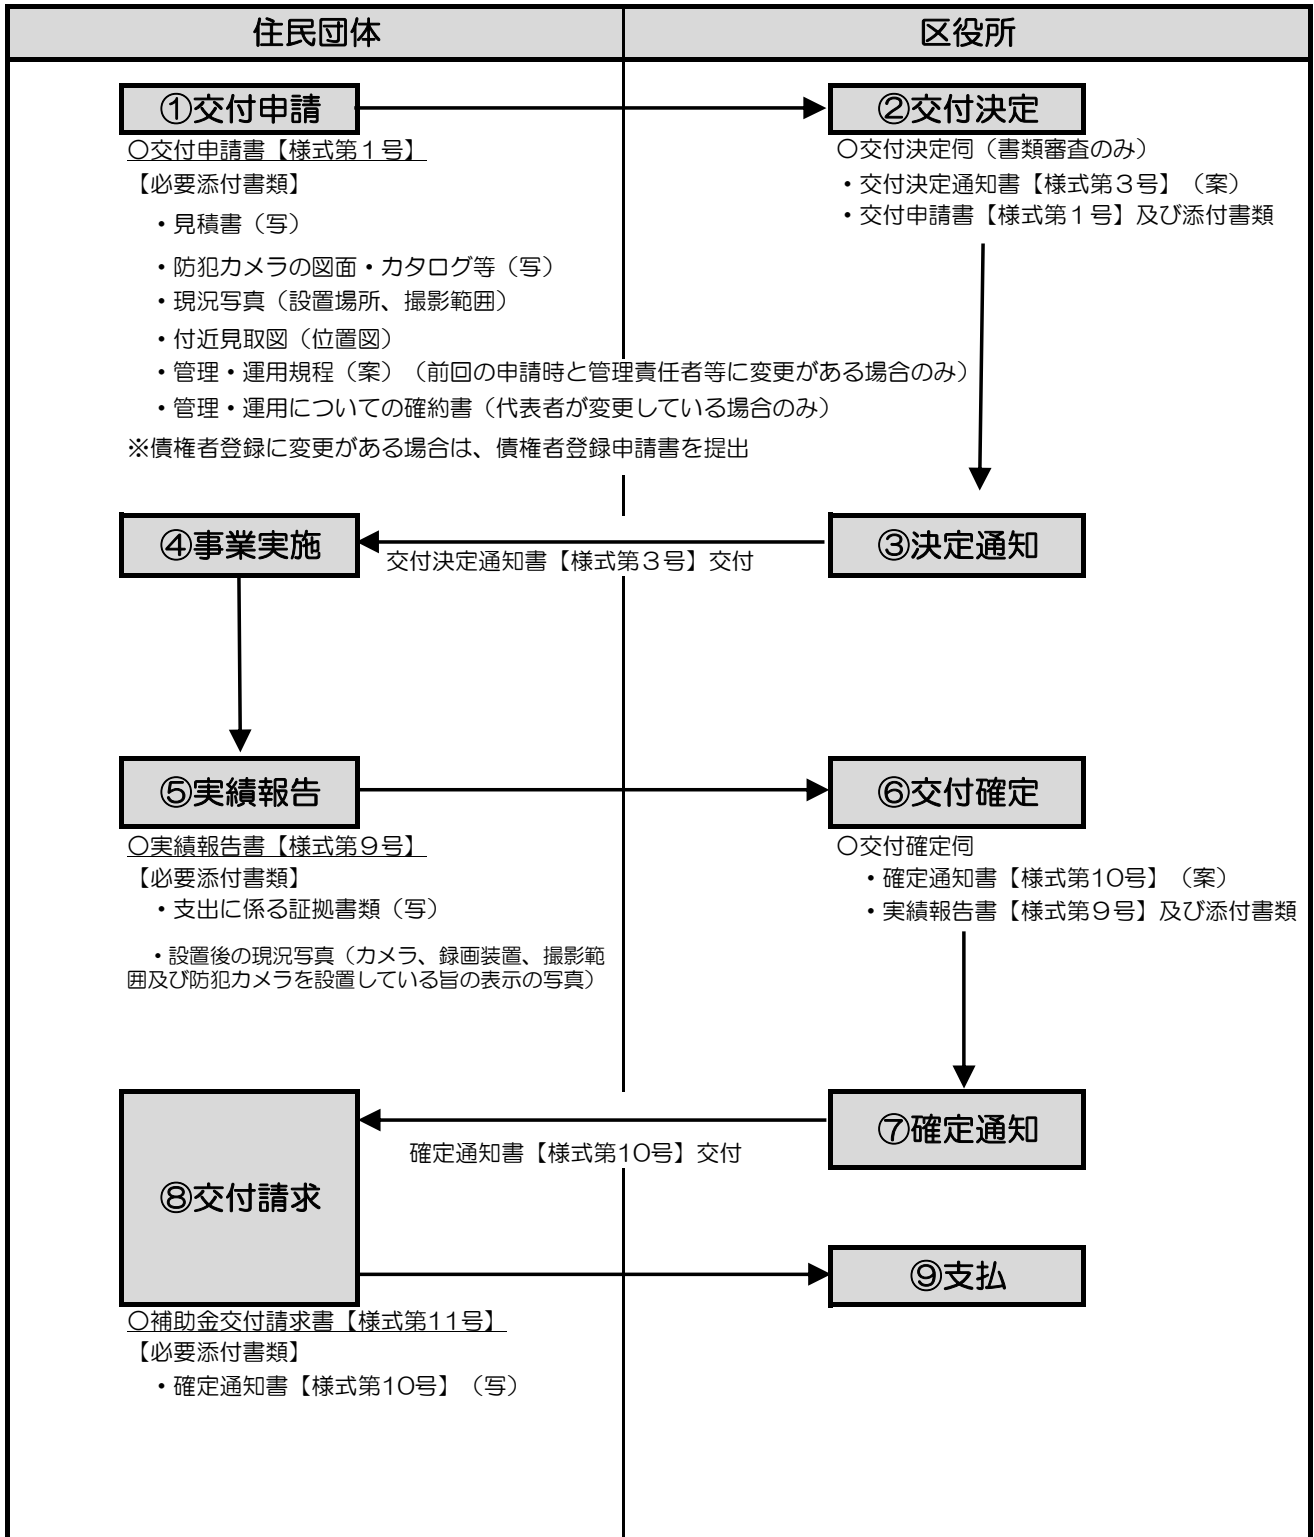 住民団体
区役所
①交付申請
○交付申請書【様式第１号】
【必要添付書類】
・見積書（写）
・防犯カメラの図面・カタログ等（写）
・現況写真（設置場所、撮影範囲）
・付近見取図（位置図）
・管理・運用規程（案）（前回の申請時と管理責任者等に変更がある場合のみ）
・管理・運用についての確約書（代表者が変更している場合のみ）
※債権者登録に変更がある場合は、債権者登録申請書を提出
②交付決定
○交付決定伺（書類審査のみ）
・交付決定通知書【様式第３号】（案）
・交付申請書【様式第１号】及び添付書類
③決定通知
交付決定通知書【様式第３号】交付
④事業実施
⑤実績報告
○実績報告書【様式第９号】
【必要添付書類】
・支出に係る証拠書類（写）
・設置後の現況写真（カメラ、録画装置、撮影範
囲及び防犯カメラを設置している旨の表示の写真）
⑥交付確定
○交付確定伺
・確定通知書【様式第10号】（案）
・実績報告書【様式第９号】及び添付書類
⑦確定通知
確定通知書【様式第10号】交付
⑧交付請求
○補助金交付請求書【様式第11号】
【必要添付書類】
・確定通知書【様式第10号】（写）
⑨支払